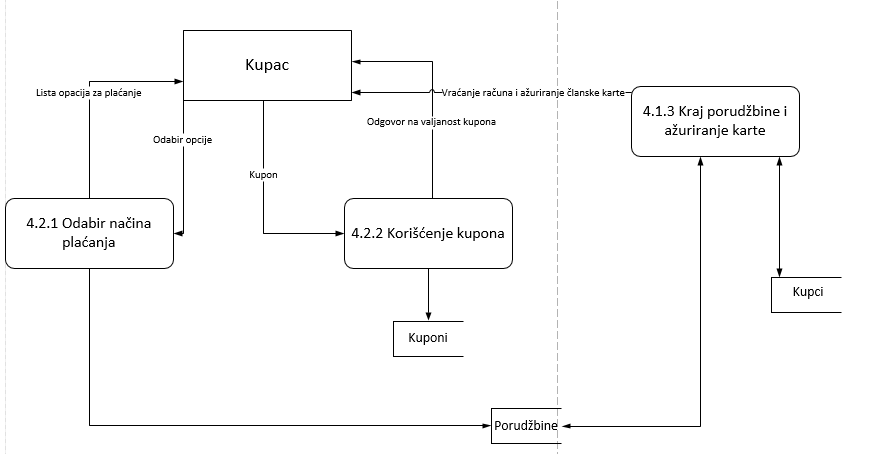 Kupac
Lista opacija za plaćanje
Vraćanje računa i ažuriranje članske karte
4.1.3 Kraj porudžbine i
ažuriranje karte
Odgovor na valjanost kupona
Odabir opcije
Kupon
4.2.1 Odabir načina
plaćanja
4.2.2 Korišćenje kupona
Kupci
Kuponi
Porudžbine